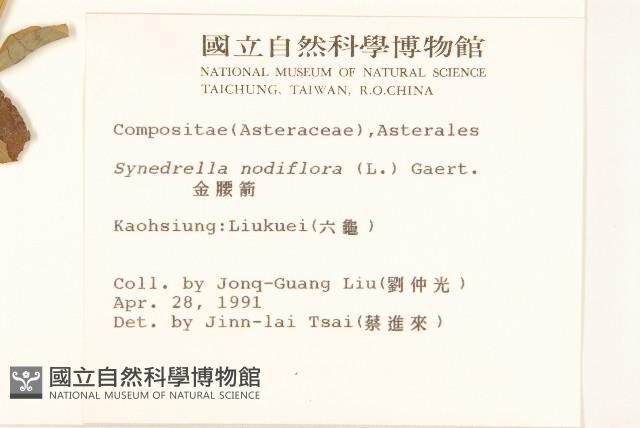 國立自然科學博物館
NATIONAL MUSEUM OF NATURAL SCIENCE
TAICHUNG, TAIWAN, R.O.CHINA
Compositae(Asteraceae),Asterales
Synedrella nodiflora (L.) Gaert.
金腰箭
Kaohsiung:Liukuei(六龜)
Coll. by Jonq-Guang Liu(劉仲光)
Apr. 28, 1991
Det. by Jinn-lai Tsai(蔡進來)
國立自然科學博物館
NATIONAL MUSEUM OF NATURAL SCIENCE